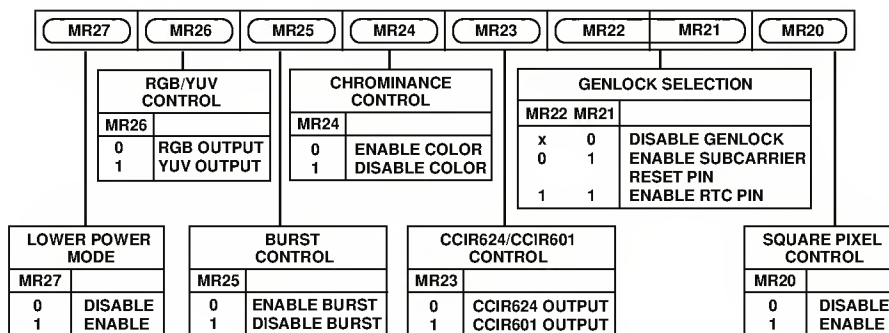 MR27 MR26 MR25 MR24 MR23 MR22 MR21 MR20
RGB/YUV
CONTROL
MR26
0 RGB OUTPUT
1 YUV OUTPUT
CHROMINANCE
CONTROL
MR24
0 ENABLE COLOR
1 DISABLE COLOR
GENLOCK SELECTION
MR22 MR21
x 0 DISABLE GENLOCK
0 1 ENABLE SUBCARRIER
RESET PIN
1 1 ENABLE RTC PIN
LOWER POWER
MODE
MR27
0 DISABLE
1 ENABLE
BURST
CONTROL
MR25
0 ENABLE BURST
1 DISABLE BURST
CCIR624/CCIR601
CONTROL
MR23
0 CCIR624 OUTPUT
1 CCIR601 OUTPUT
SQUARE PIXEL
CONTROL
MR20
0 DISABLE
1 ENABLE